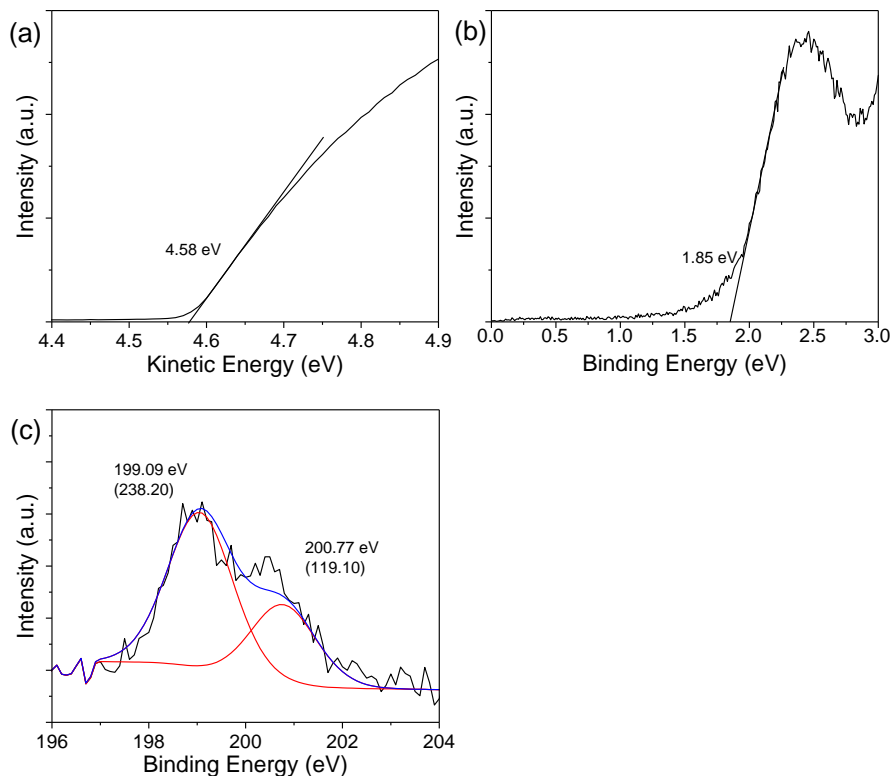 (a)
Intensity (a.u.)
4.58 eV
4.4 4.5 4.6 4.7 4.8 4.9
Kinetic Energy (eV)
(b)
Intensity (a.u.)
1.85 eV
0.0 0.5 1.0 1.5 2.0 2.5 3.0
Binding Energy (eV)
(c)
Intensity (a.u.)
199.09 eV
(238.20)
200.77 eV
(119.10)
196 198 200 202 204
Binding Energy (eV)